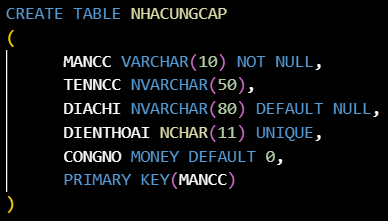 CREATE TABLE NHACUNGCAP
(
MANCC VARCHAR(10) NOT NULL,
TENNCC NVARCHAR(50),
DIACHI NVARCHAR(80) DEFAULT NULL,
DIENTHOAI NCHAR(11) UNIQUE,
CONGNO MONEY DEFAULT 0,
PRIMARY KEY(MANCC)
)